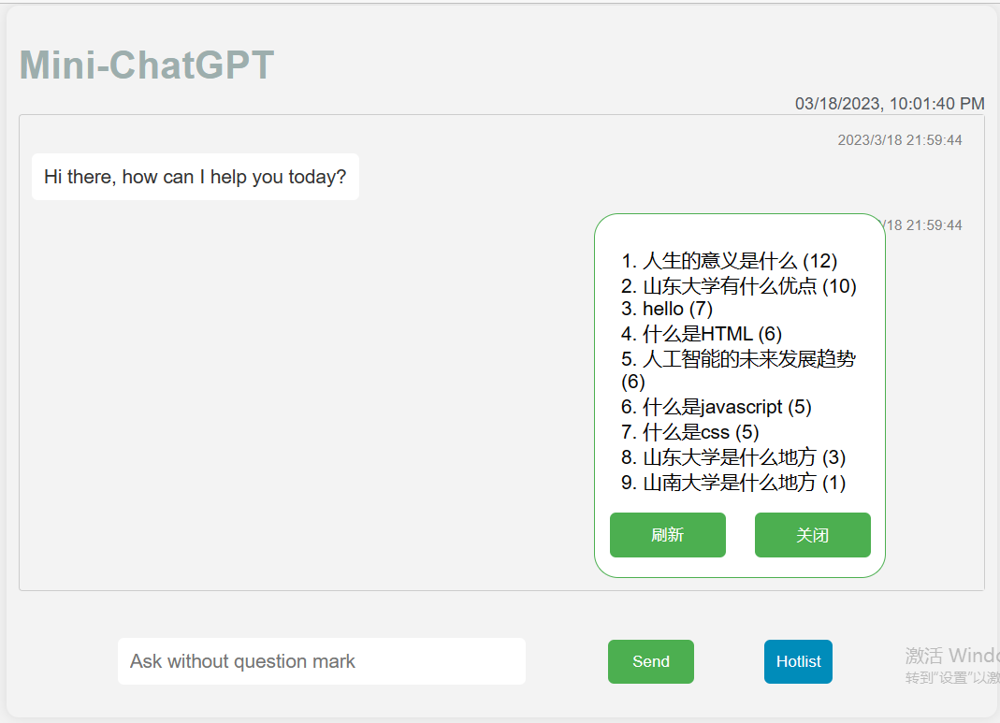 Mini-ChatGPT
03/18/2023, 10:01:40 PM
2023/3/18 21:59:44
Hi there, how can I help you today?
/18 21:59:44
1. 人生的意义是什么 (12)
2. 山东大学有什么优点 (10)
3. hello (7)
4. 什么是HTML (6)
5. 人工智能的未来发展趋势
(6)
6. 什么是javascript (5)
7. 什么是css (5)
8. 山东大学是什么地方 (3)
9. 山南大学是什么地方 (1)
刷新 关闭
Ask without question mark
Send
Hotlist
激活 Windo
转到"设置"以激